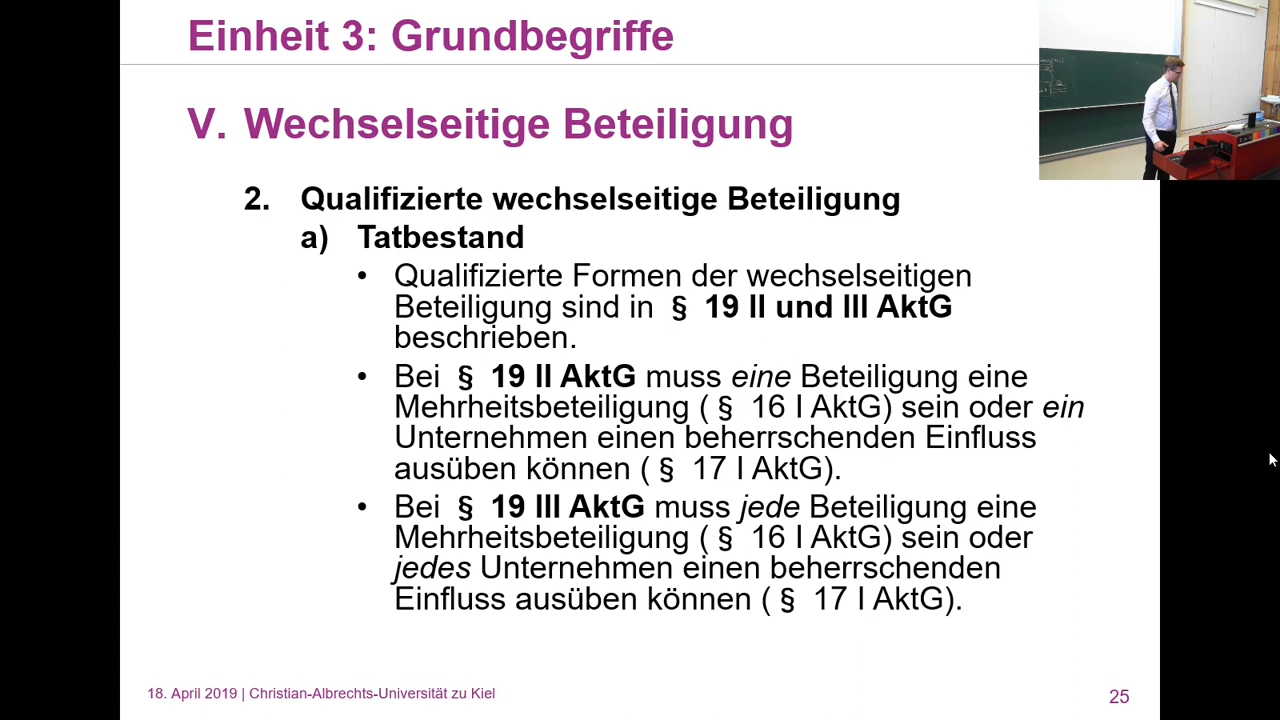 Einheit 3: Grundbegriffe
V. Wechselseitige Beteiligung
2. Qualifizierte wechselseitige Beteiligung
a) Tatbestand
• Qualifizierte Formen der wechselseitigen
Beteiligung sind in § 19 II und III AktG
beschrieben.
• Bei § 19 II AktG muss eine Beteiligung eine
Mehrheitsbeteiligung ( § 16 I AktG) sein oder ein
Unternehmen einen beherrschenden Einfluss
ausüben können ( § 17 I AktG).
• Bei § 19 III AktG muss jede Beteiligung eine
Mehrheitsbeteiligung ( § 16 I AktG) sein oder
jedes Unternehmen einen beherrschenden
Einfluss ausüben können ( § 17 I AktG).
18. April 2019 | Christian-Albrechts-Universität zu Kiel
25